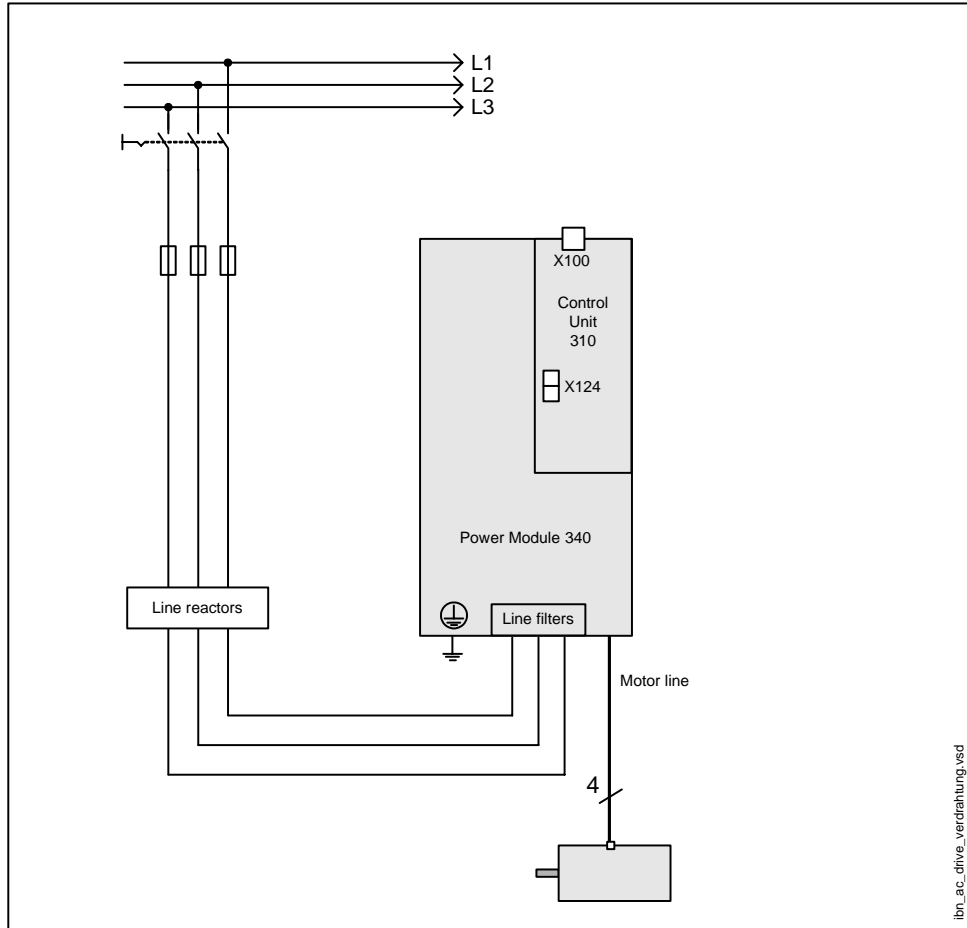 L1
L2
L3
X100
Control
Unit
310
X124
Power Module 340
Line reactors
Line filters
Motor line
4
ibn_ac_drive_verdrahtung.vsd